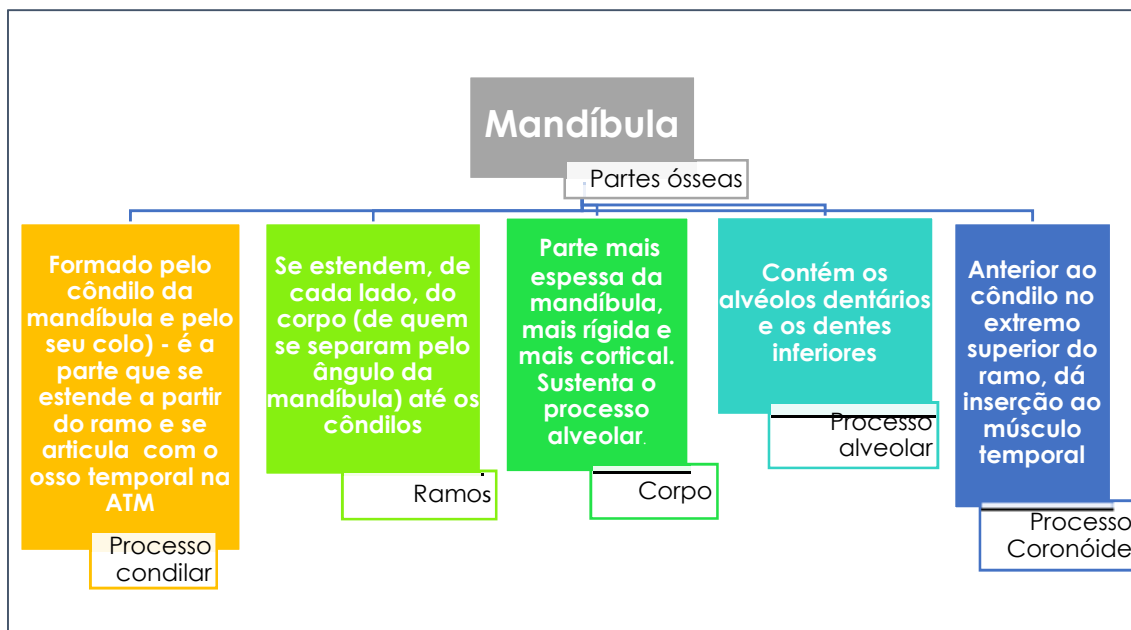 Mandíbula
Partes ósseas
Formado pelo
côndilo da
mandíbula e pelo
seu colo) - é a
parte que se
estende a partir
do ramo e se
articula com o
osso temporal na
ATM
Processo
condilar
Se estendem, de
cada lado, do
corpo (de quem
se separam pelo
ângulo da
mandíbula) até os
côndilos
Ramos
Parte mais
espessa da
mandíbula,
mais rígida e
mais cortical.
Sustenta o
processo
alveolar.
Corpo
Contém os
alvéolos dentários
e os dentes
inferiores
Processo
alveolar
Anterior ao
côndilo no
extremo
superior do
ramo, dá
inserção ao
músculo
temporal
Processo
Coronóide